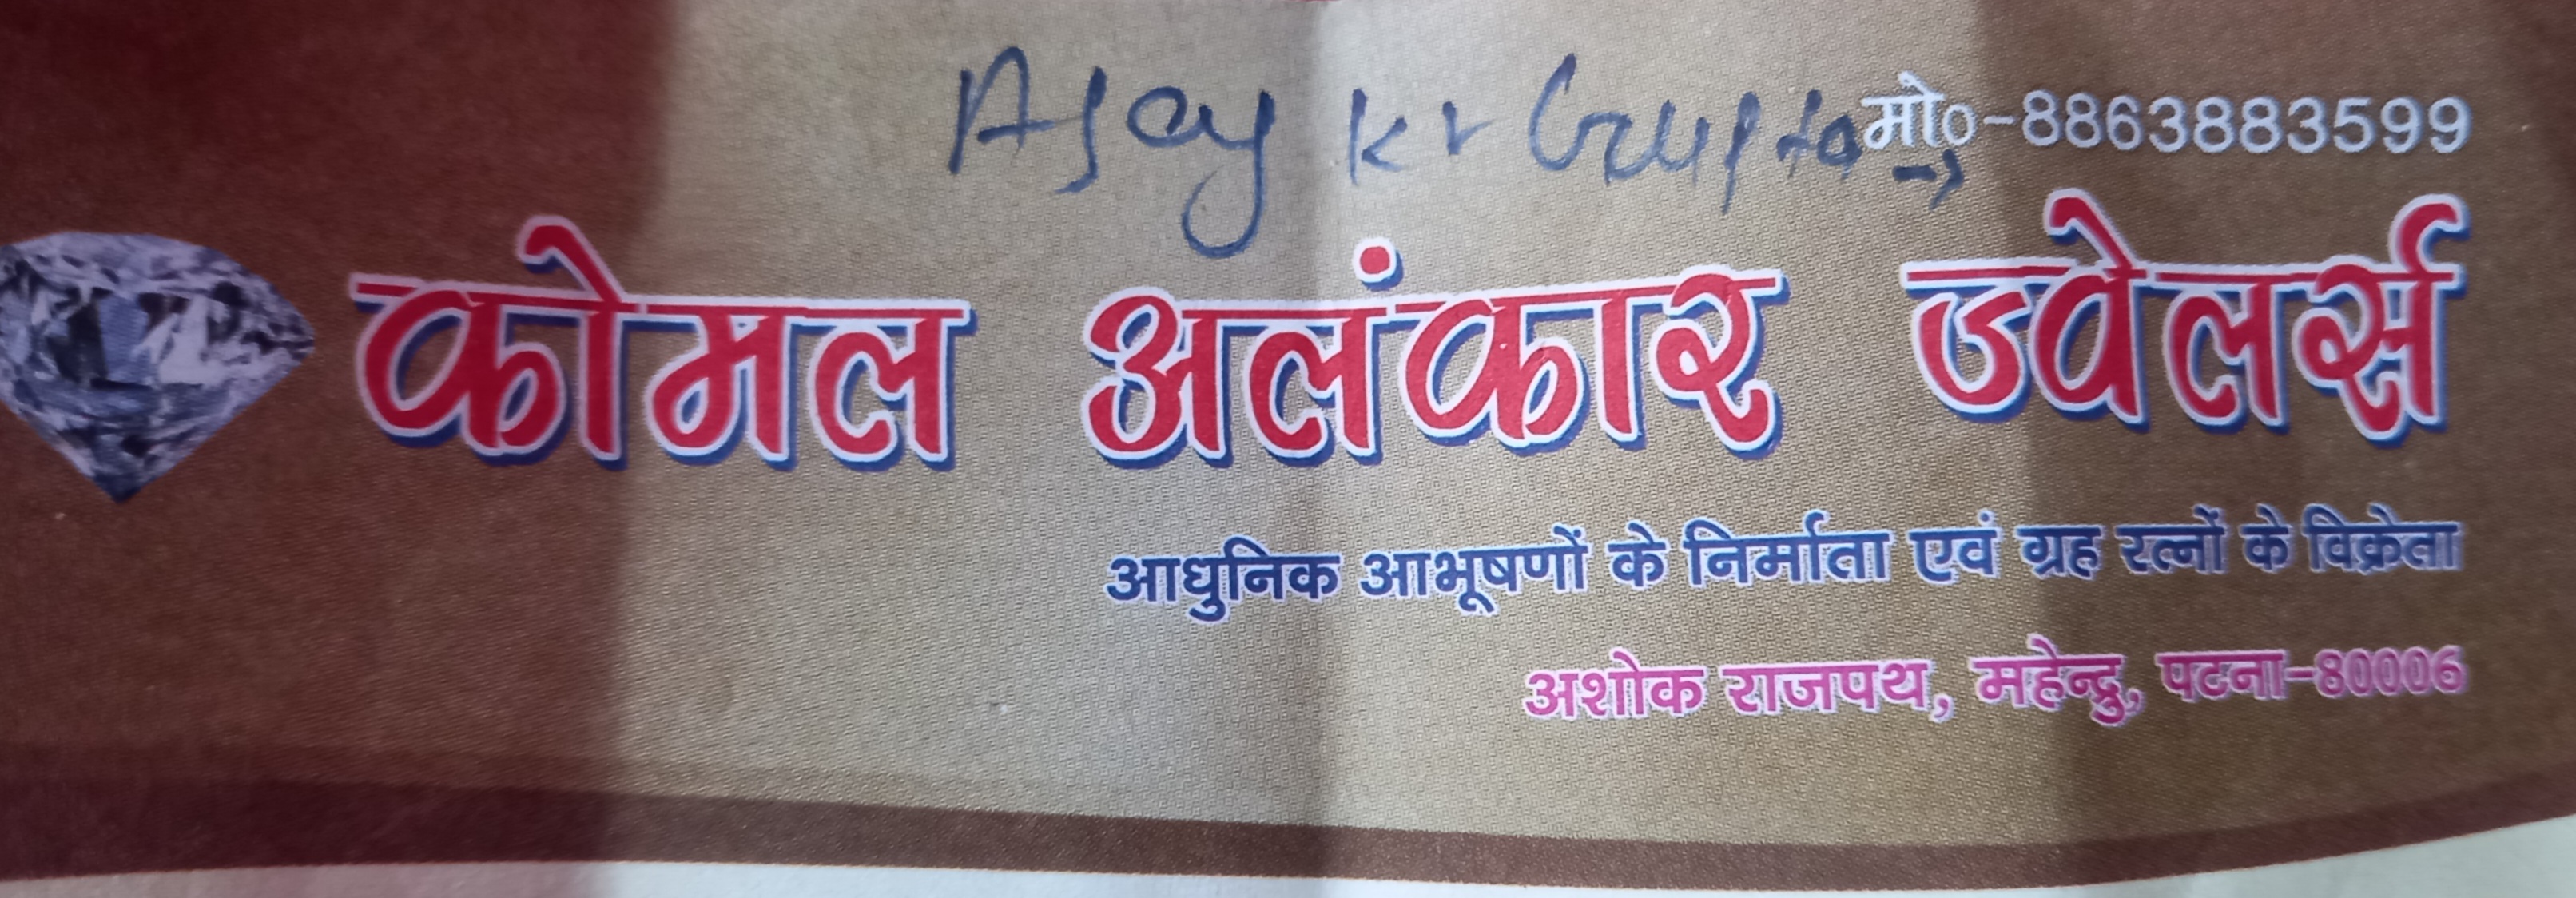 Ajay kr Gupta मो०-8863883599
कोमल अलंकार ज्वेलर्स
आधुनिक आभूषणों के निर्माता एवं ग्रह रत्नों के विक्रेता
अशोक राजपथ, महेन्द्रु, पटना-80006